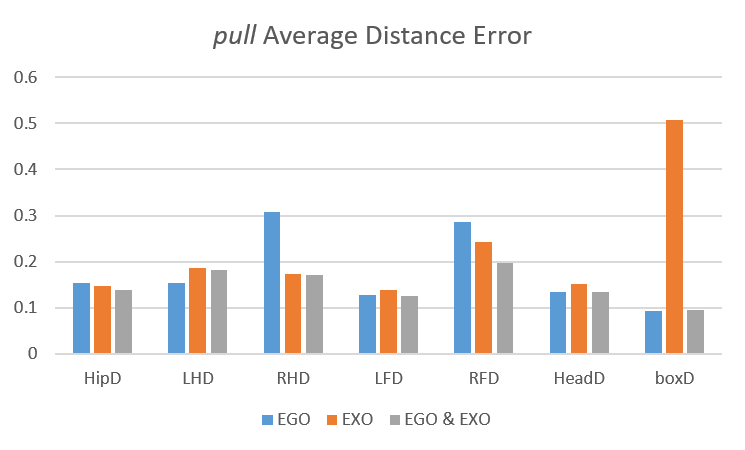 pull Average Distance Error
0.6
0.5
0.4
0.3
0.2
0.1
0
HipD LHD RHD LFD RFD HeadD boxD
EGO EXO EGO & EXO